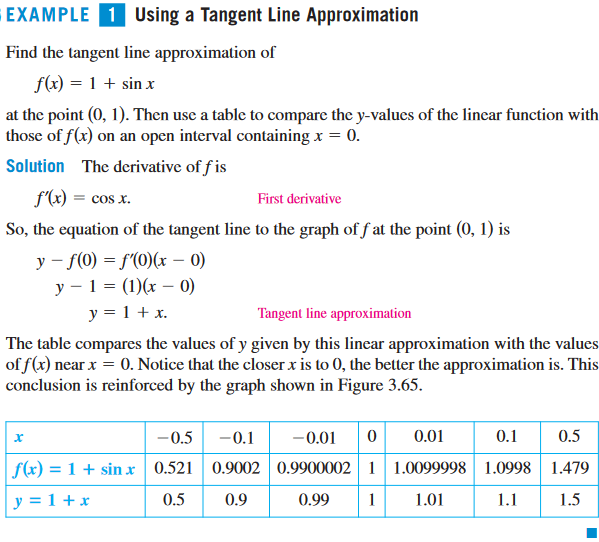 EXAMPLE 1 Using a Tangent Line Approximation
Find the tangent line approximation of
f(x) = 1 + sin x
at the point (0, 1). Then use a table to compare the y-values of the linear function with
those of f(x) on an open interval containing x = 0.
Solution The derivative of f is
f′(x) = cos x. First derivative
So, the equation of the tangent line to the graph of f at the point (0, 1) is
y − f(0) = f′(0)(x − 0)
y − 1 = (1)(x − 0)
y = 1 + x. Tangent line approximation
The table compares the values of y given by this linear approximation with the values
of f(x) near x = 0. Notice that the closer x is to 0, the better the approximation is. This
conclusion is reinforced by the graph shown in Figure 3.65.
x −0.5 −0.1 −0.01 0 0.01 0.1 0.5
f(x) = 1 + sin x 0.521 0.9002 0.9900002 1 1.0099998 1.0998 1.479
y = 1 + x 0.5 0.9 0.99 1 1.01 1.1 1.5